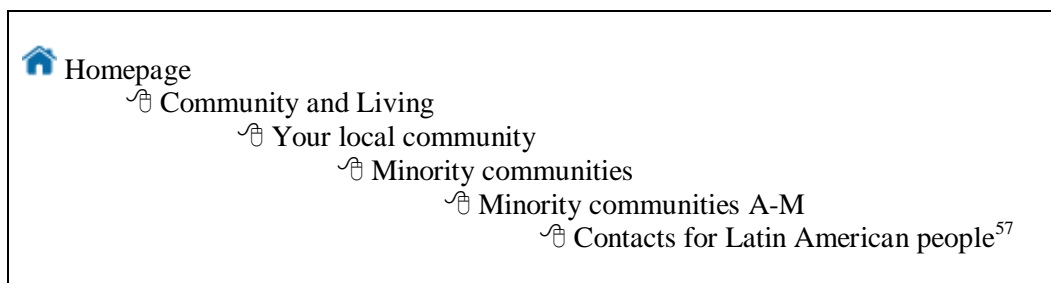 Homepage
Community and Living
Your local community
Minority communities
Minority communities A-M
Contacts for Latin American people57